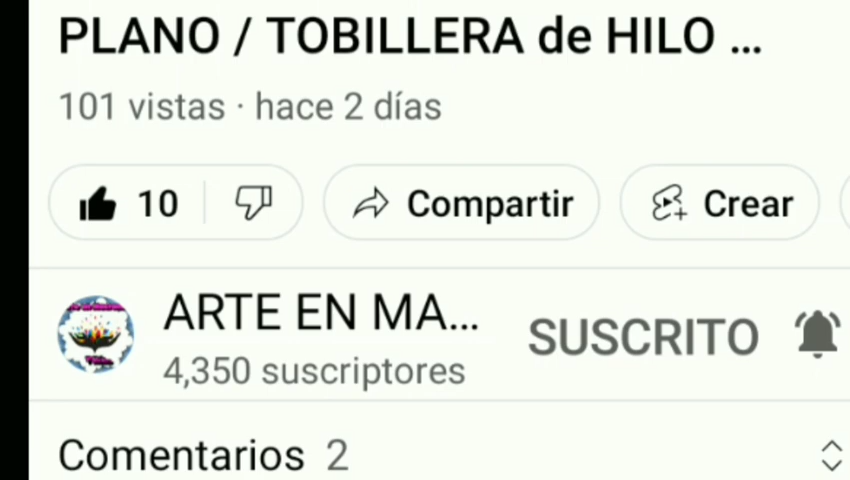 PLANO / TOBILLERA de HILO ...
101 vistas · hace 2 días
10 Compartir Crear
ARTE EN MA...
SUSCRITO
4,350 suscriptores
Comentarios 2